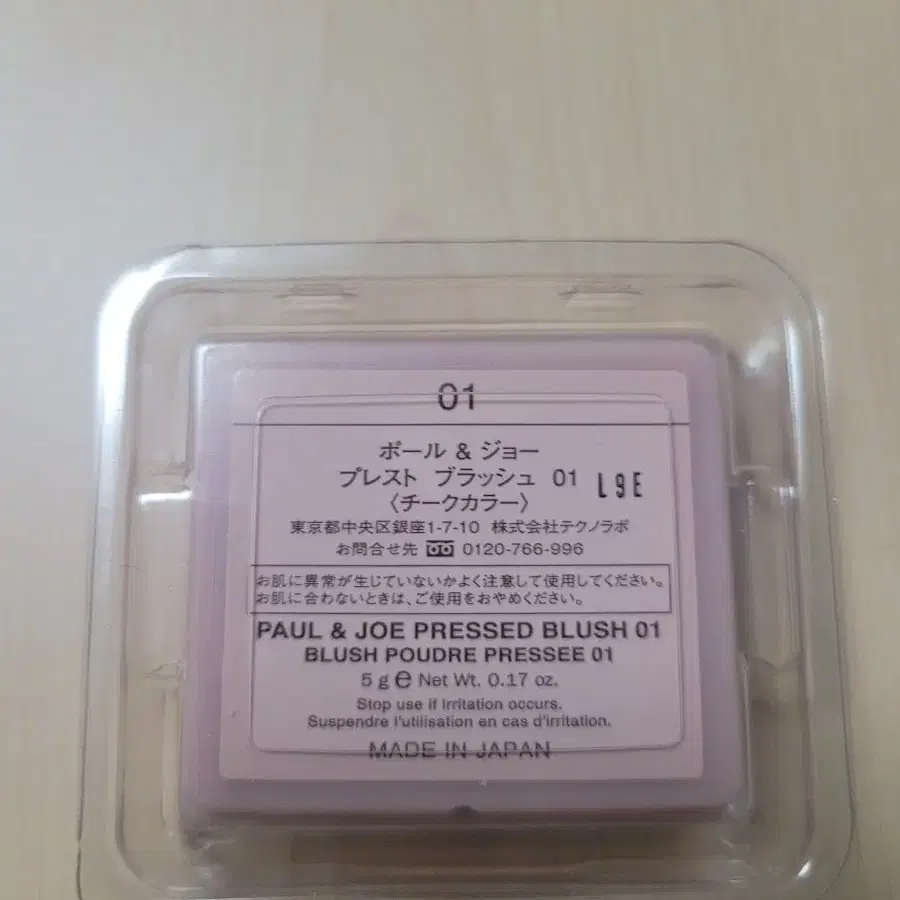 01
ポール & ジョー
プレスト ブラッシュ 01 L9E
〈チークカラー〉
東京都中央区銀座1-7-10 株式会社テクノラボ
お問合せ先 0120-766-996
お肌に異常が生じていないかよく注意して使用してください。
お肌に合わないときは、ご使用をおやめください。
PAUL & JOE PRESSED BLUSH 01
BLUSH POUDRE PRESSEE 01
5 g e Net Wt. 0.17 oz.
Stop use if irritation occurs.
Suspendre l'utilisation en cas d'irritation.
MADE IN JAPAN